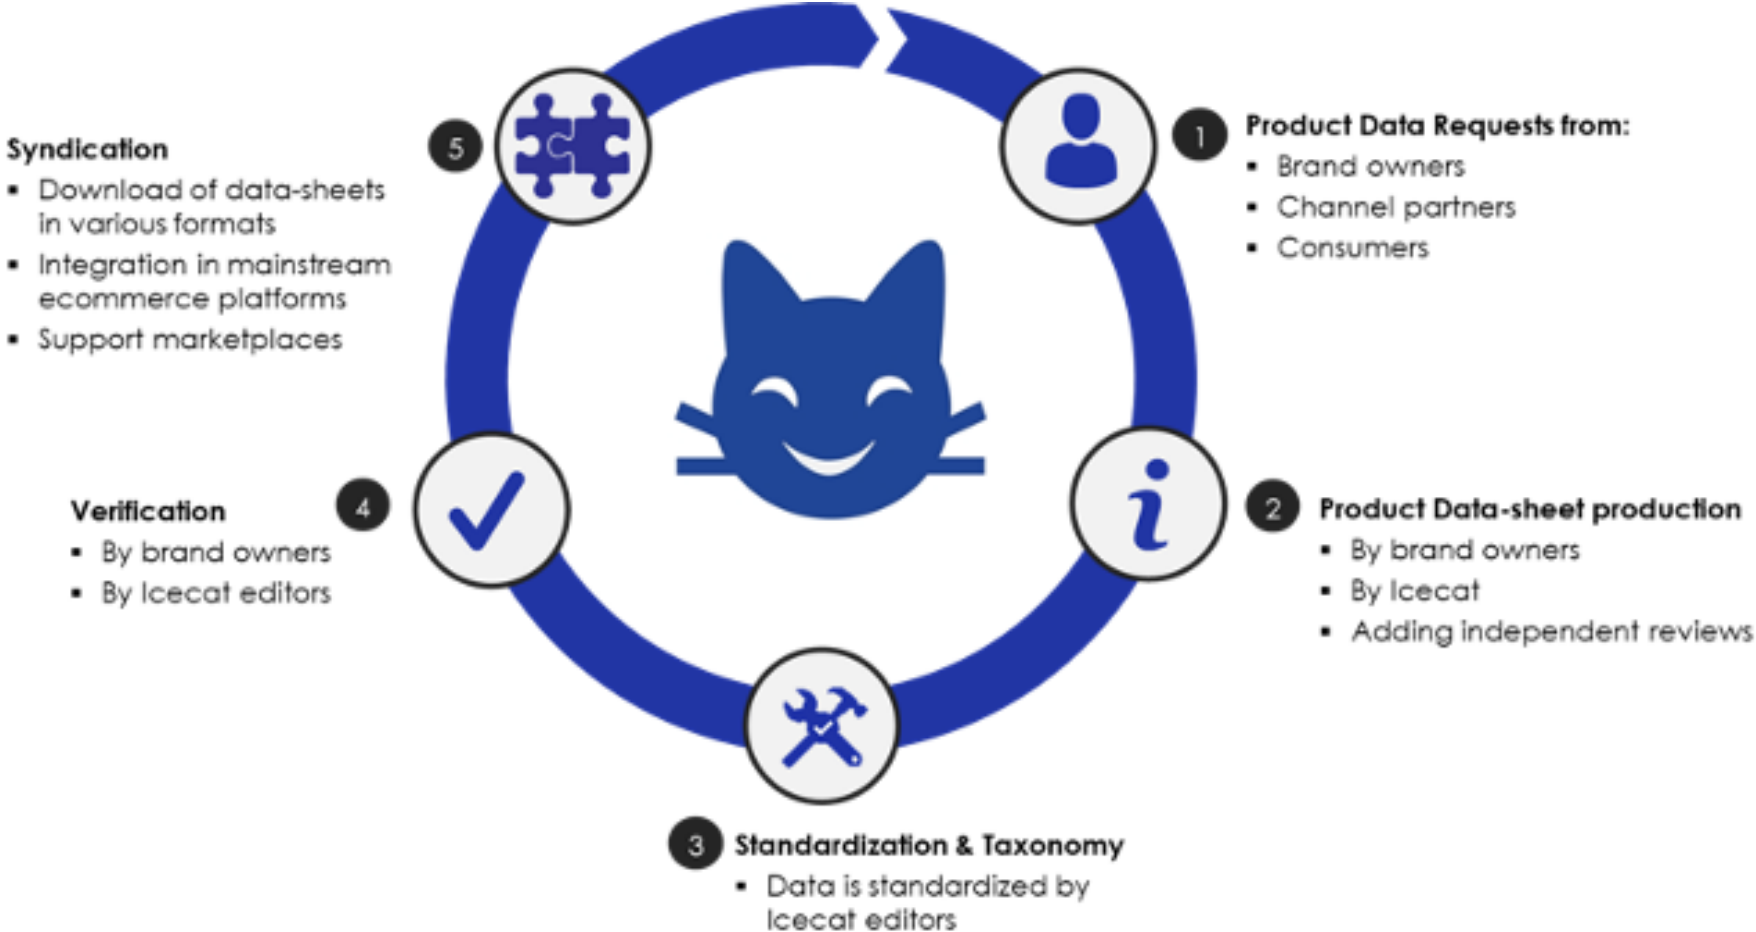 1
Product Data Requests from:
▪ Brand owners
▪ Channel partners
▪ Consumers
2
Product Data-sheet production
▪ By brand owners
▪ By Icecat
▪ Adding independent reviews
3
Standardization & Taxonomy
▪ Data is standardized by
Icecat editors
4
Verification
▪ By brand owners
▪ By Icecat editors
5
Syndication
▪ Download of data-sheets
in various formats
▪ Integration in mainstream
ecommerce platforms
▪ Support marketplaces